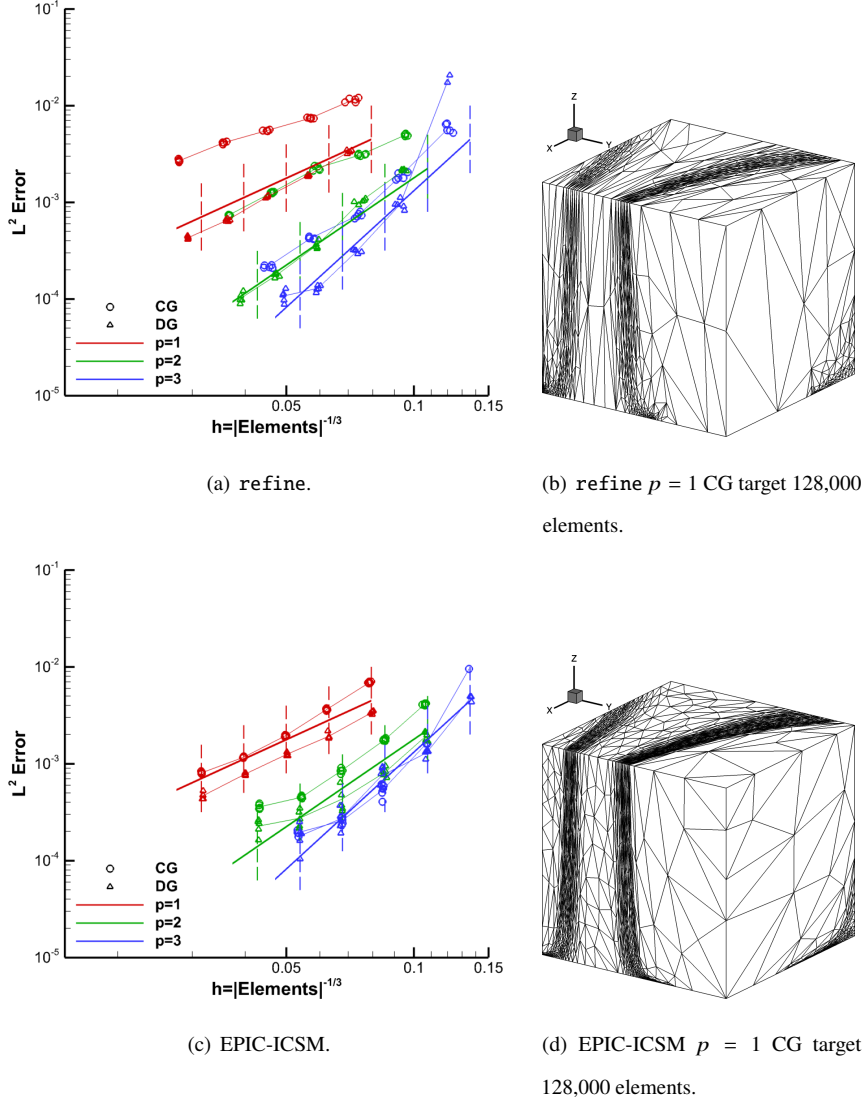 10⁻¹
10⁻²
10⁻³
10⁻⁴
10⁻⁵
L² Error
CG
DG
p=1
p=2
p=3
0.05
0.1
0.15
h=|Elements|⁻¹/³
Z
X
Y
(a) refine.
(b) refine p = 1 CG target 128,000
elements.
10⁻¹
10⁻²
10⁻³
10⁻⁴
10⁻⁵
L² Error
CG
DG
p=1
p=2
p=3
0.05
0.1
0.15
h=|Elements|⁻¹/³
Z
X
Y
(c) EPIC-ICSM.
(d) EPIC-ICSM p = 1 CG target
128,000 elements.